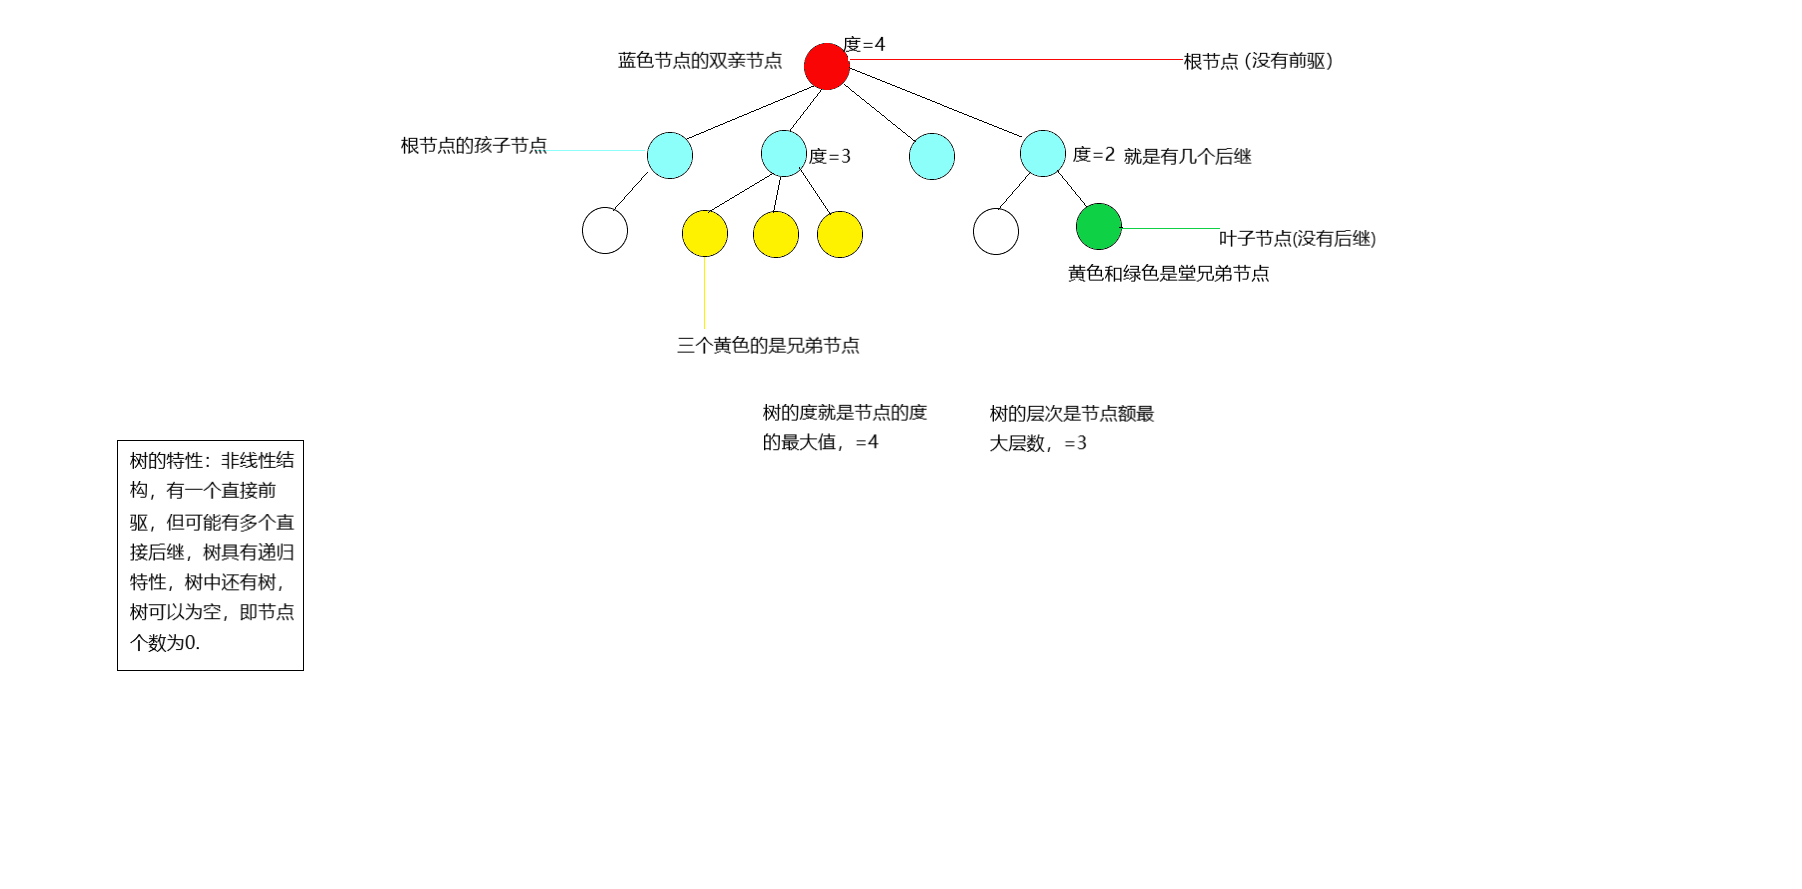 度=4
蓝色节点的双亲节点
根节点 (没有前驱)
根节点的孩子节点
度=3
度=2
就是有几个后继
叶子节点(没有后继)
黄色和绿色是堂兄弟节点
三个黄色的是兄弟节点
树的度就是节点的度
的最大值，=4
树的层次是节点额最
大层数，=3
树的特性：非线性结
构，有一个直接前
驱，但可能有多个直
接后继，树具有递归
特性，树中还有树，
树可以为空，即节点
个数为0.